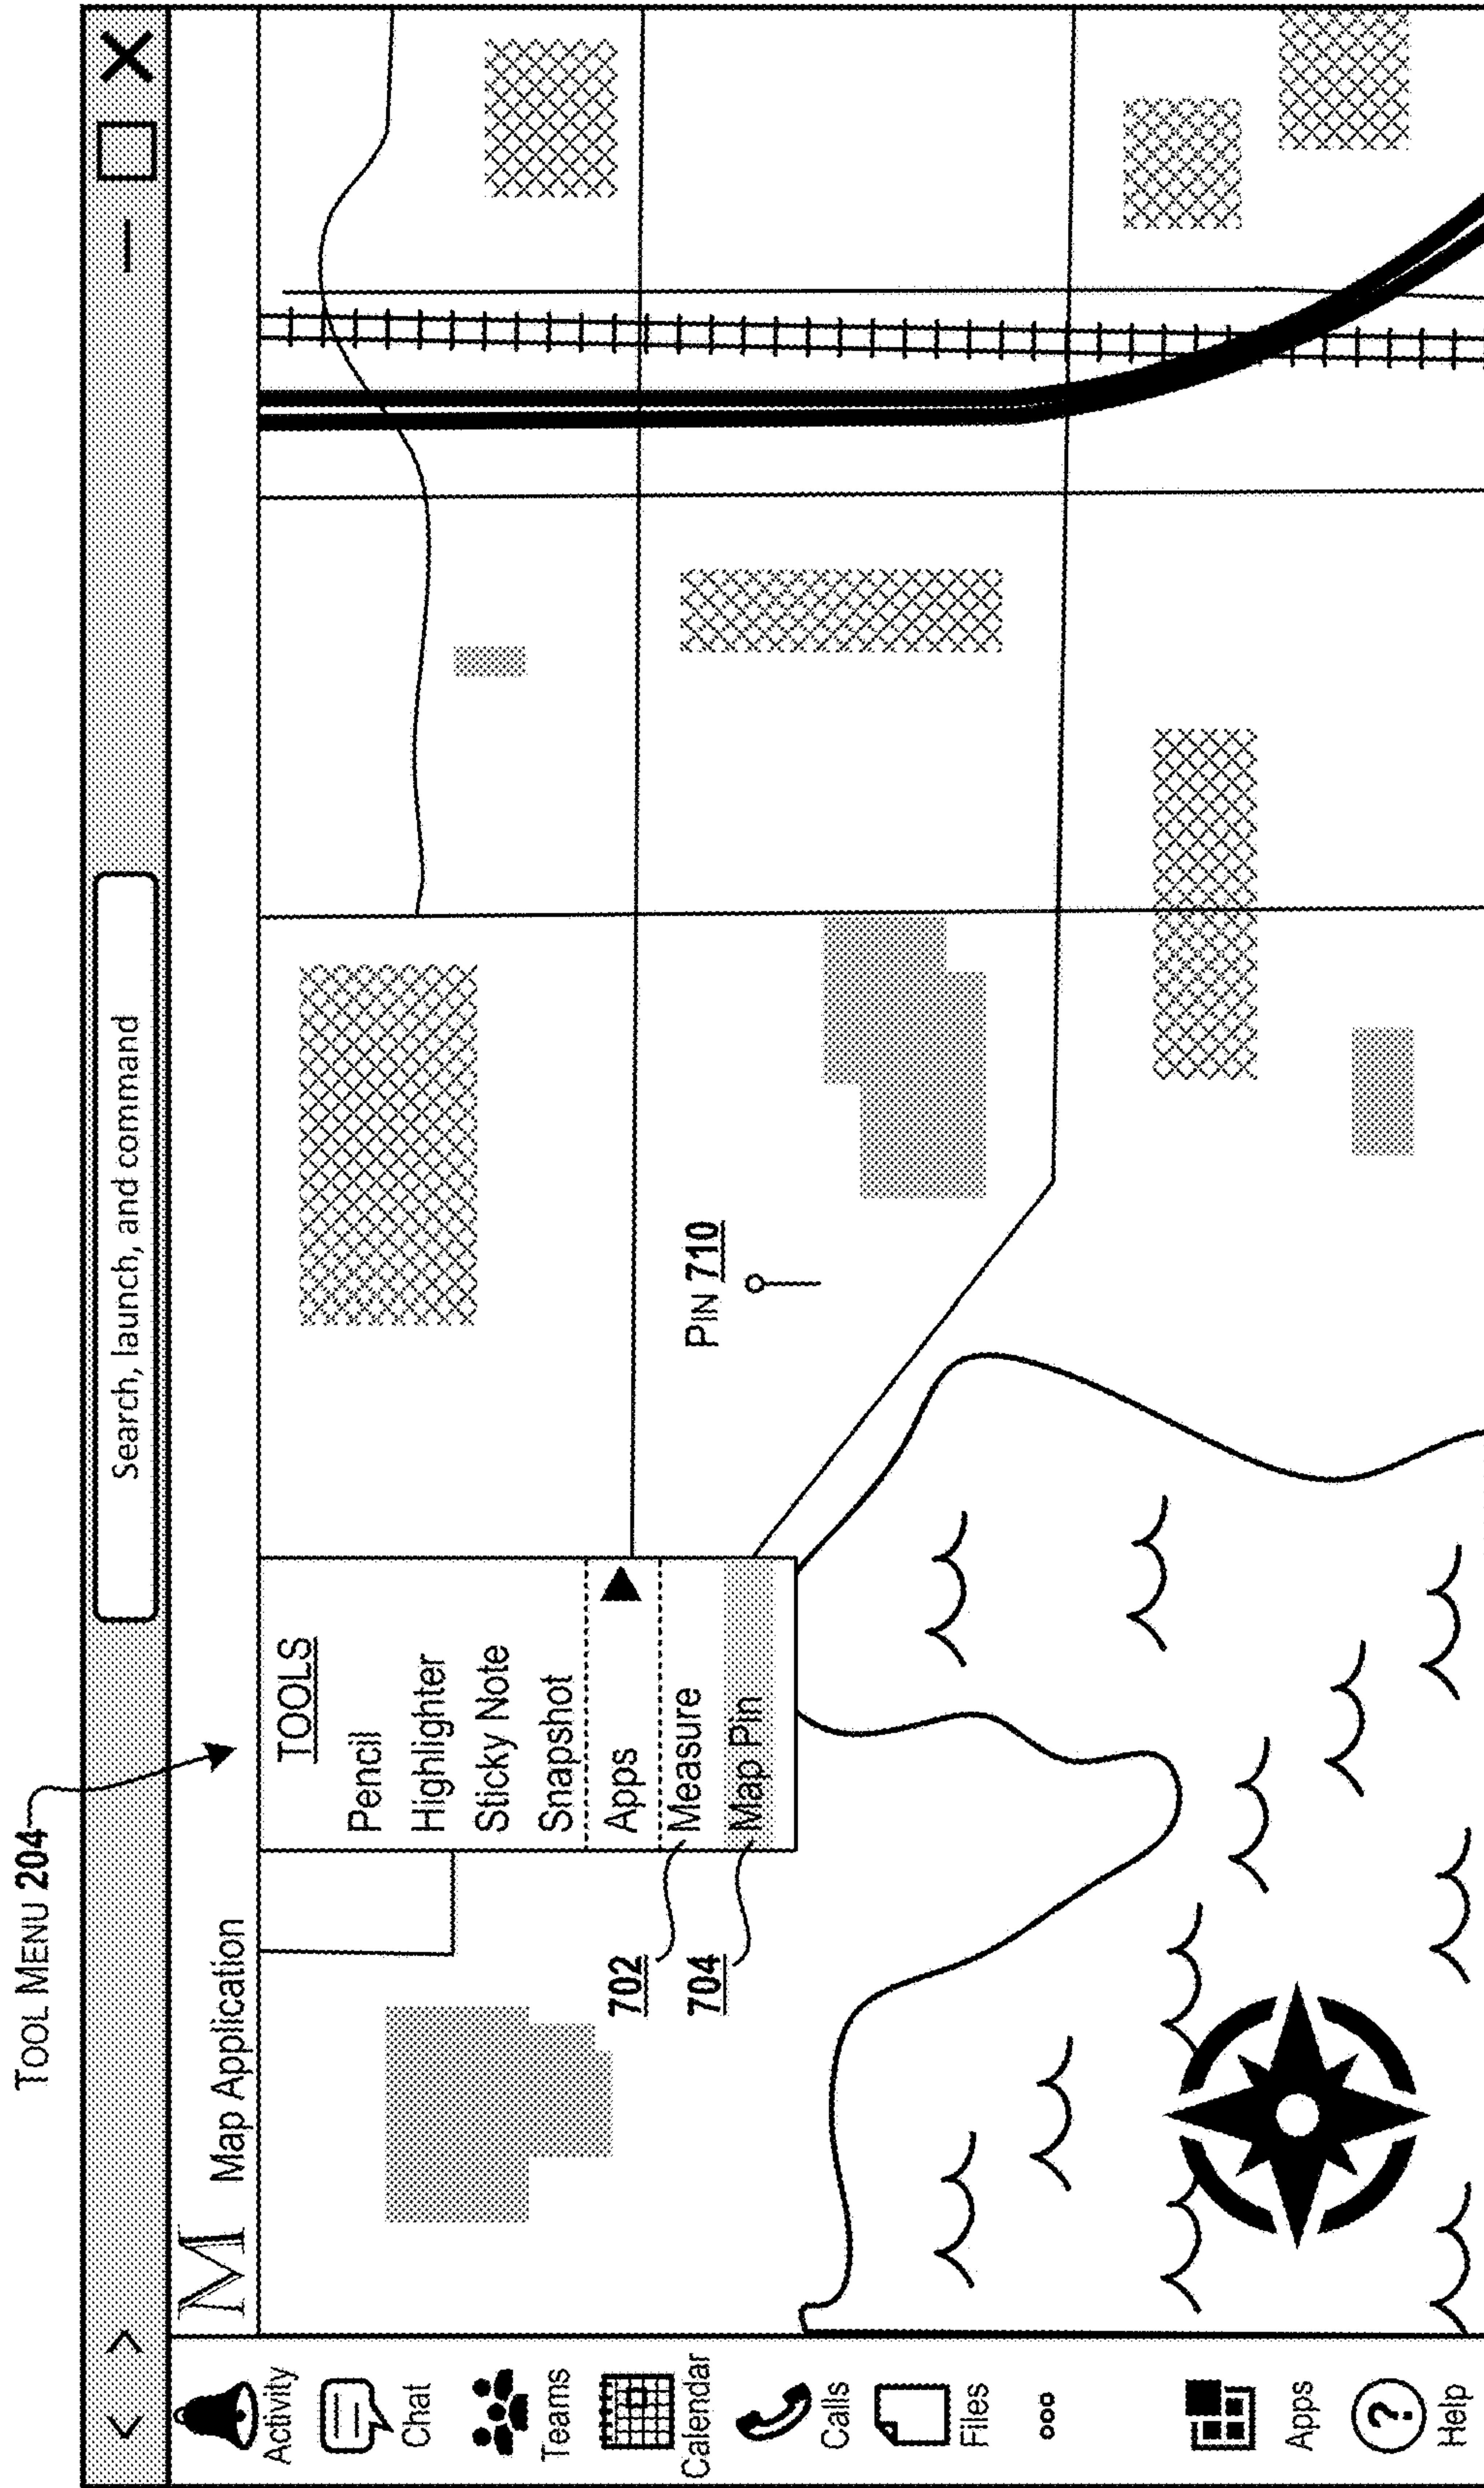 TOOL MENU 204
< >
Search, launch, and command
M Map Application
Activity
Chat
Teams
Calendar
Calls
Files
Apps
Help
TOOLS
Pencil
Highlighter
Sticky Note
Snapshot
Apps
Measure
Map Pin
702
704
PIN 710
?